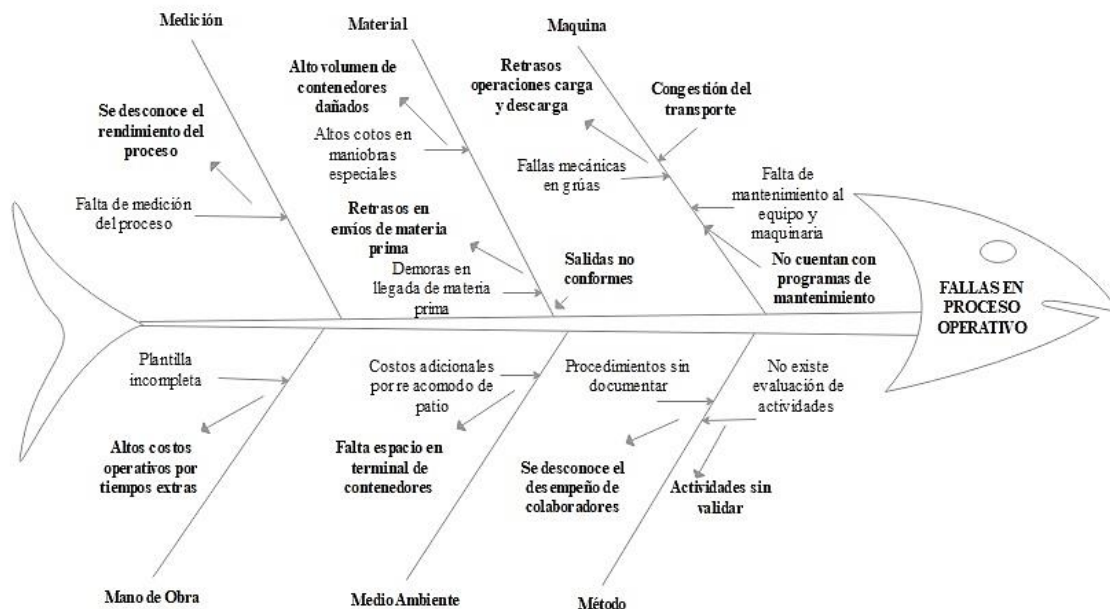 Medición
Material
Maquina
Alto volumen de
contenedores
dañados
Retrasos
operaciones carga
y descarga
Congestión del
transporte
Se desconoce el
rendimiento del
proceso
Altos cotos en
maniobras
especiales
Fallas mecánicas
en grúas
Falta de
mantenimiento al
equipo y
maquinaria
Falta de medición
del proceso
Retrasos en
envíos de materia
prima
Demoras en
llegada de materia
prima
Salidas no
conformes
No cuentan con
programas de
mantenimiento
FALLAS EN
PROCESO
OPERATIVO
Plantilla
incompleta
Costos adicionales
por re acomodo de
patio
Procedimientos sin
documentar
No existe
evaluación de
actividades
Altos costos
operativos por
tiempos extras
Falta espacio en
terminal de
contenedores
Se desconoce el
desempeño de
colaboradores
Actividades sin
validar
Mano de Obra
Medio Ambiente
Método